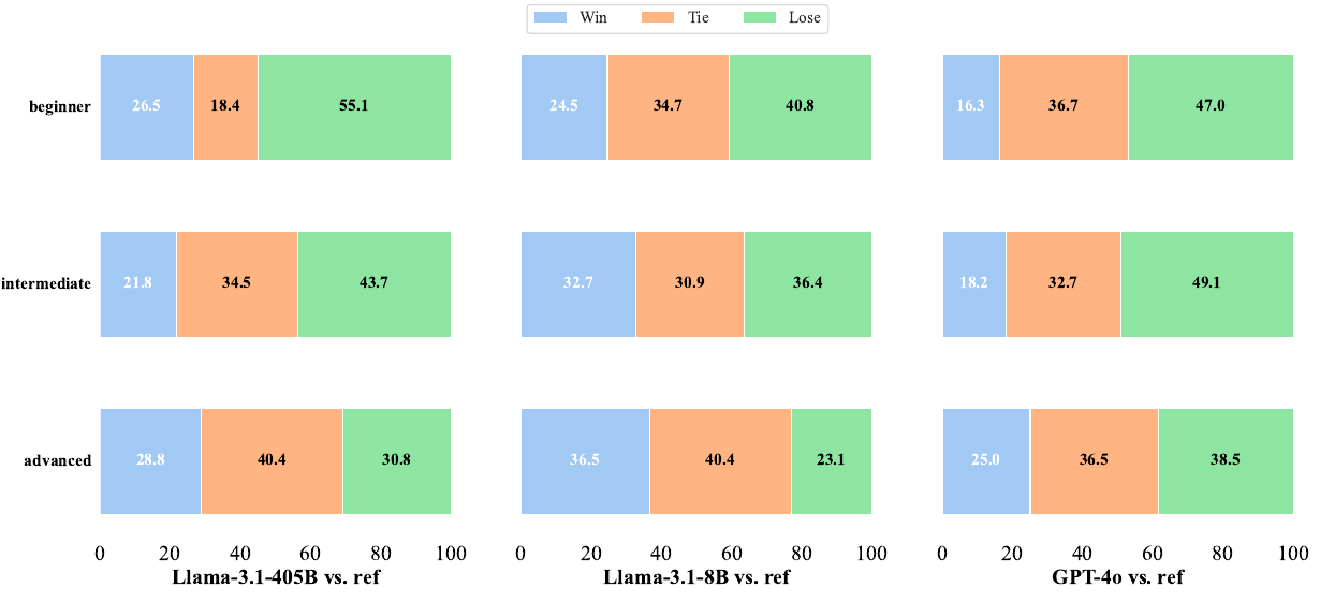 Win Tie Lose
beginner 26.5 18.4 55.1 24.5 34.7 40.8 16.3 36.7 47.0
intermediate 21.8 34.5 43.7 32.7 30.9 36.4 18.2 32.7 49.1
advanced 28.8 40.4 30.8 36.5 40.4 23.1 25.0 36.5 38.5
0 20 40 60 80 100 0 20 40 60 80 100 0 20 40 60 80 100
Llama-3.1-405B vs. ref Llama-3.1-8B vs. ref GPT-4o vs. ref